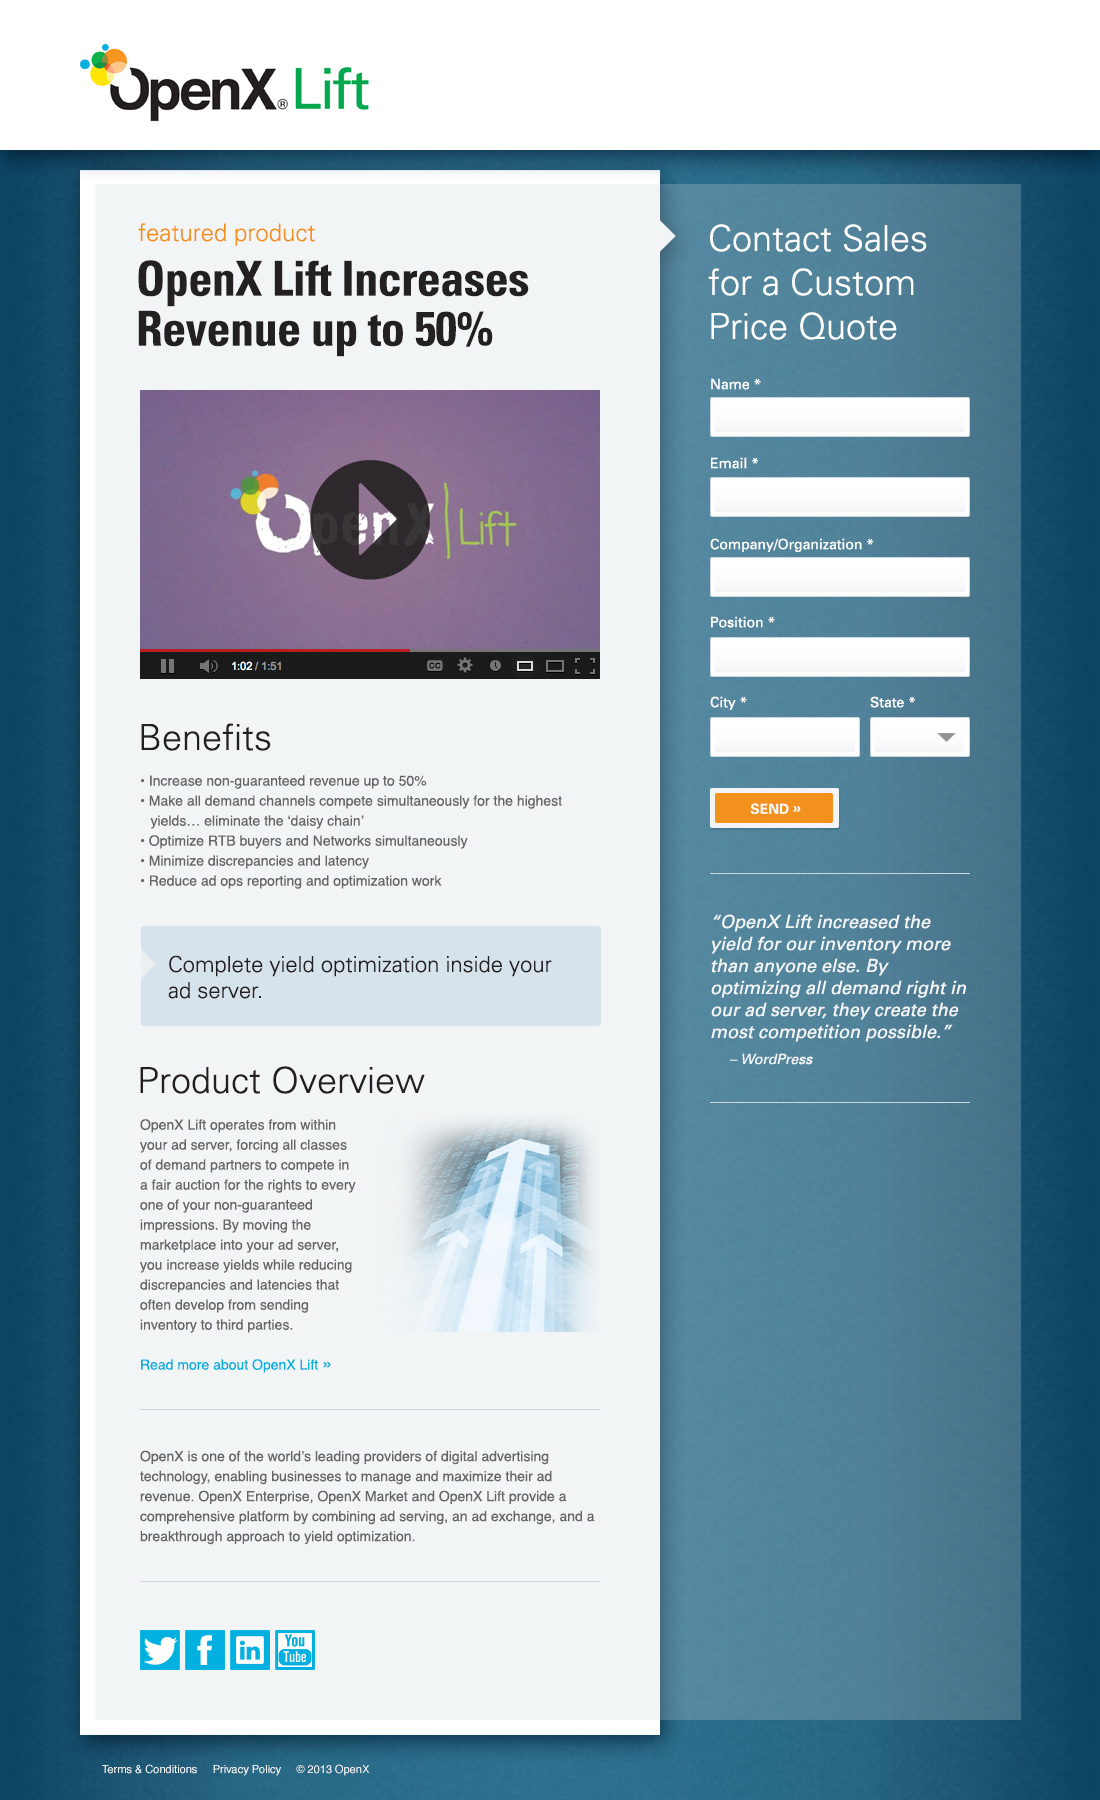 OpenX® Lift
featured product
OpenX Lift Increases
Revenue up to 50%
OpenX Lift
1:02 / 1:51
CC
Benefits
• Increase non-guaranteed revenue up to 50%
• Make all demand channels compete simultaneously for the highest
yields… eliminate the ‘daisy chain’
• Optimize RTB buyers and Networks simultaneously
• Minimize discrepancies and latency
• Reduce ad ops reporting and optimization work
Complete yield optimization inside your
ad server.
Product Overview
OpenX Lift operates from within
your ad server, forcing all classes
of demand partners to compete in
a fair auction for the rights to every
one of your non-guaranteed
impressions. By moving the
marketplace into your ad server,
you increase yields while reducing
discrepancies and latencies that
often develop from sending
inventory to third parties.
Read more about OpenX Lift »
OpenX is one of the world’s leading providers of digital advertising
technology, enabling businesses to manage and maximize their ad
revenue. OpenX Enterprise, OpenX Market and OpenX Lift provide a
comprehensive platform by combining ad serving, an ad exchange, and a
breakthrough approach to yield optimization.
f
in
You
Tube
Contact Sales
for a Custom
Price Quote
Name *
Email *
Company/Organization *
Position *
City * State *
SEND »
“OpenX Lift increased the
yield for our inventory more
than anyone else. By
optimizing all demand right in
our ad server, they create the
most competition possible.”
– WordPress
Terms & Conditions Privacy Policy © 2013 OpenX